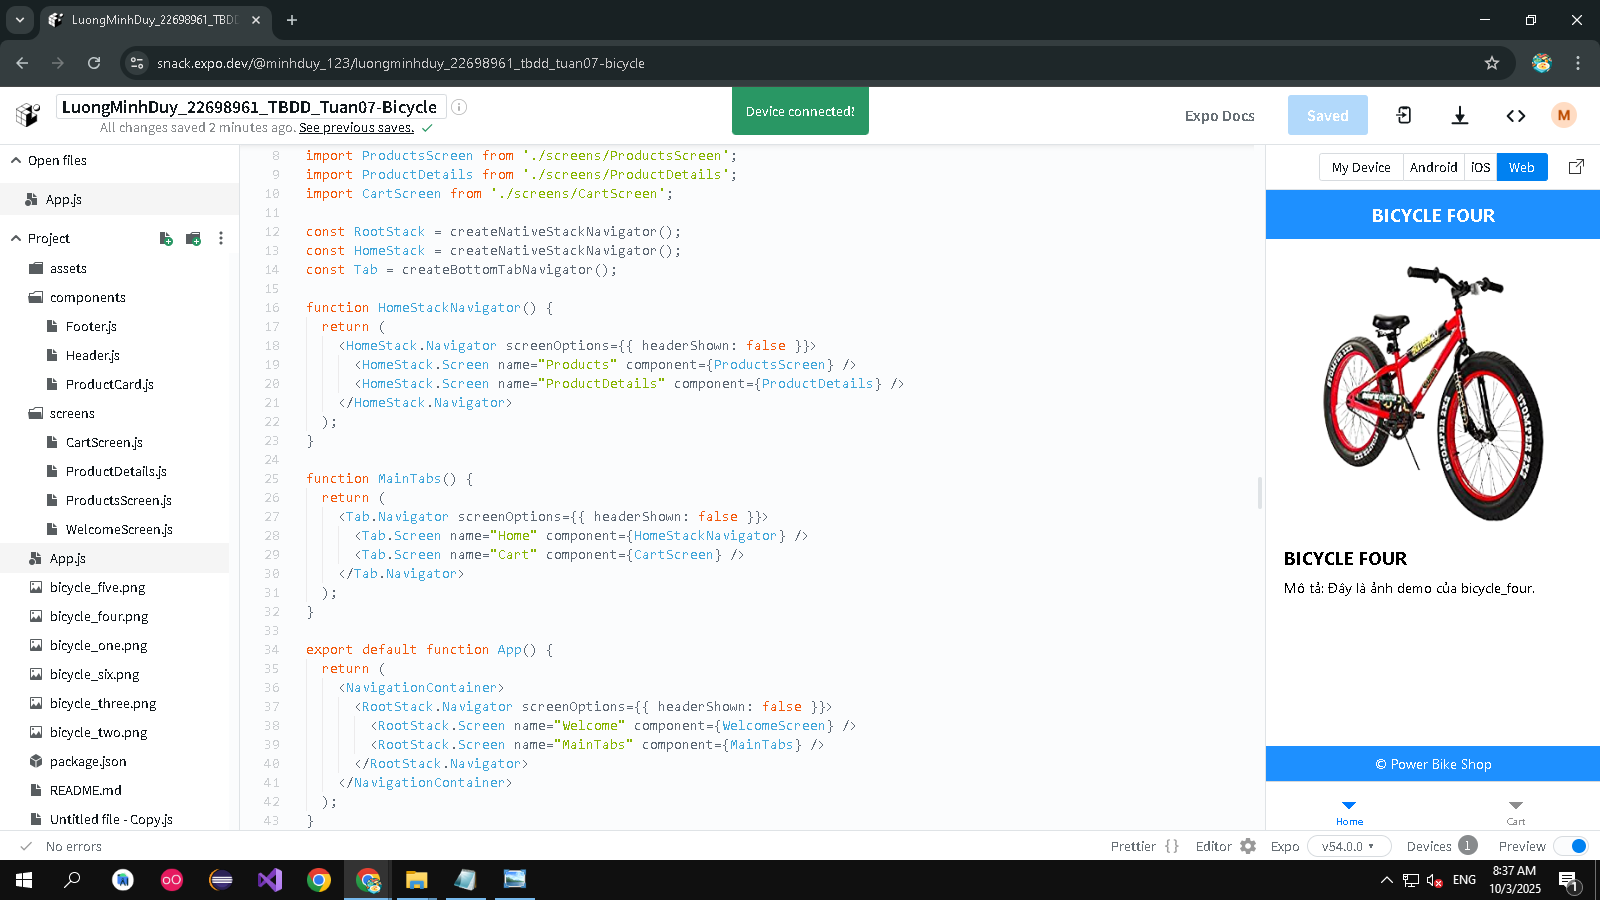 LuongMinhDuy_22698961_TBDD
snack.expo.dev/@minhduy_123/luongminhduy_22698961_tbdd_tuan07-bicycle
LuongMinhDuy_22698961_TBDD_Tuan07-Bicycle
All changes saved 2 minutes ago. See previous saves.
Device connected!
Expo Docs
Saved
M
Open files
App.js
Project
assets
components
Footer.js
Header.js
ProductCard.js
screens
CartScreen.js
ProductDetails.js
ProductsScreen.js
WelcomeScreen.js
App.js
bicycle_five.png
bicycle_four.png
bicycle_one.png
bicycle_six.png
bicycle_three.png
bicycle_two.png
package.json
README.md
Untitled file - Copy.js
8 import ProductsScreen from './screens/ProductsScreen';
9 import ProductDetails from './screens/ProductDetails';
10 import CartScreen from './screens/CartScreen';
11
12 const RootStack = createNativeStackNavigator();
13 const HomeStack = createNativeStackNavigator();
14 const Tab = createBottomTabNavigator();
15
16 function HomeStackNavigator() {
17 return (
18 <HomeStack.Navigator screenOptions={{ headerShown: false }}>
19 <HomeStack.Screen name="Products" component={ProductsScreen} />
20 <HomeStack.Screen name="ProductDetails" component={ProductDetails} />
21 </HomeStack.Navigator>
22 );
23 }
24
25 function MainTabs() {
26 return (
27 <Tab.Navigator screenOptions={{ headerShown: false }}>
28 <Tab.Screen name="Home" component={HomeStackNavigator} />
29 <Tab.Screen name="Cart" component={CartScreen} />
30 </Tab.Navigator>
31 );
32 }
33
34 export default function App() {
35 return (
36 <NavigationContainer>
37 <RootStack.Navigator screenOptions={{ headerShown: false }}>
38 <RootStack.Screen name="Welcome" component={WelcomeScreen} />
39 <RootStack.Screen name="MainTabs" component={MainTabs} />
40 </RootStack.Navigator>
41 </NavigationContainer>
42 );
43 }
My Device Android iOS Web
BICYCLE FOUR
STOMPER 2X4
STOMPER 2X4
BICYCLE FOUR
Mô tả: Đây là ảnh demo của bicycle_four.
© Power Bike Shop
Home Cart
No errors
Prettier {} Editor Expo v54.0.0 Devices 1 Preview
ENG
8:37 AM
10/3/2025
1